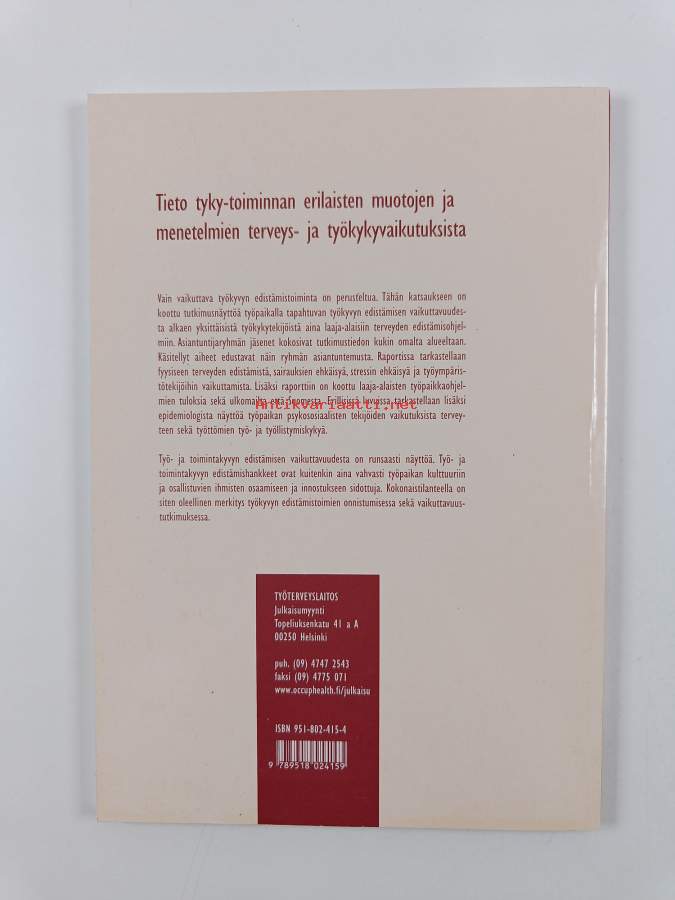 Tieto tyky-toiminnan erilaisten muotojen ja
menetelmien terveys- ja työkykyvaikutuksista
Vain vaikuttava työkyvyn edistämistoiminta on perusteltua. Tähän katsaukseen on
koottu tutkimusnäyttöä työpaikalla tapahtuvan työkyvyn edistämisen vaikuttavuudes-
ta alkaen yksittäisistä työkykytekijöistä aina laaja-alaisiin terveyden edistämisohjel-
miin. Asiantuntijaryhmän jäsenet kokosivat tutkimustiedon kukin omalta alueeltaan.
Käsitellyt aiheet edustavat näin ryhmän asiantuntemusta. Raportissa tarkastellaan
fyysiseen terveyden edistämistä, sairauksien ehkäisyä, stressin ehkäisyä ja työympäris-
tötekijöihin vaikuttamista. Lisäksi raporttiin on koottu laaja-alaisten työpaikkaohjel-
mien tuloksia sekä ulkomailta että Suomesta. Erillisissä luvuissa tarkastellaan lisäksi
Antikvariaatti.net
epidemiologista näyttöä työpaikan psykososiaalisten tekijöiden vaikutuksista tervey-
teen sekä työttömien työ- ja työllistymiskykyä.
Työ- ja toimintakyvyn edistämisen vaikuttavuudesta on runsaasti näyttöä. Työ- ja
toimintakyvyn edistämishankkeet ovat kuitenkin aina vahvasti työpaikan kulttuuriin
ja osallistuvien ihmisten osaamiseen ja innostukseen sidottuja. Kokonaistilanteella on
siten oleellinen merkitys työkyvyn edistämistoimien onnistumisessa sekä vaikuttavuus-
tutkimuksessa.
TYÖTERVEYSLAITOS
Julkaisumyynti
Topeliuksenkatu 41 a A
00250 Helsinki
puh. (09) 4747 2543
faksi (09) 4775 071
www.occuphealth.fi/julkaisu
ISBN 951-802-415-4
9 789518 024159